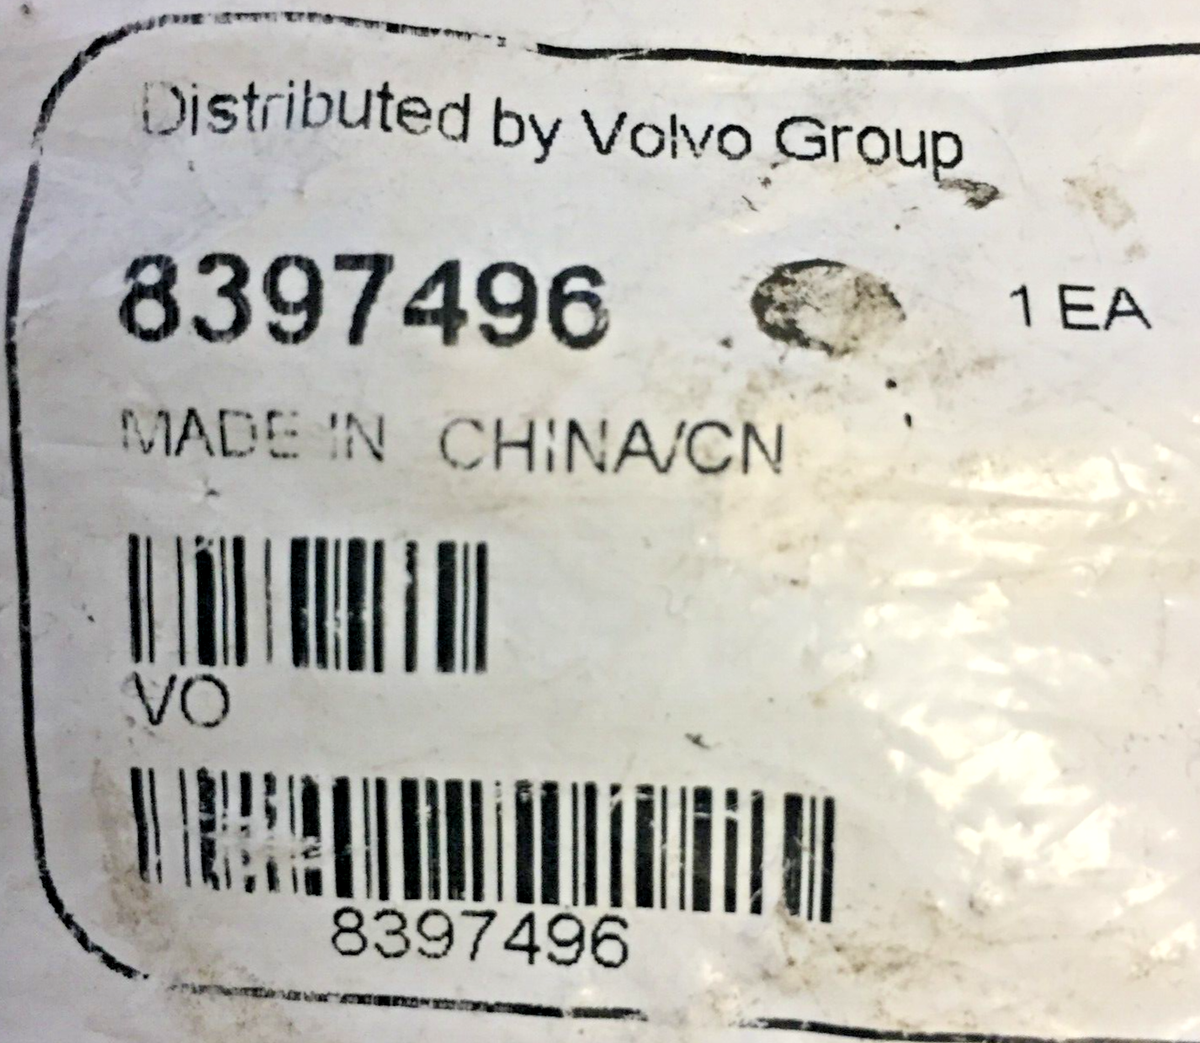 Distributed by Volvo Group
8397496 1 EA
MADE IN CHINA/CN
VO
8397496